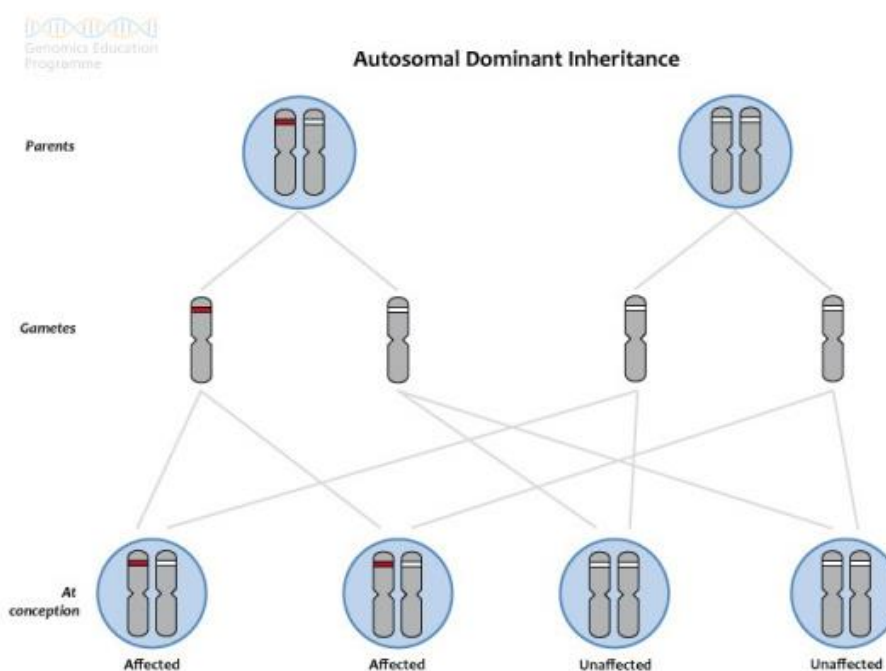 Genomics Education
Programme
Autosomal Dominant Inheritance
Parents
Gametes
At
conception
Affected
Affected
Unaffected
Unaffected